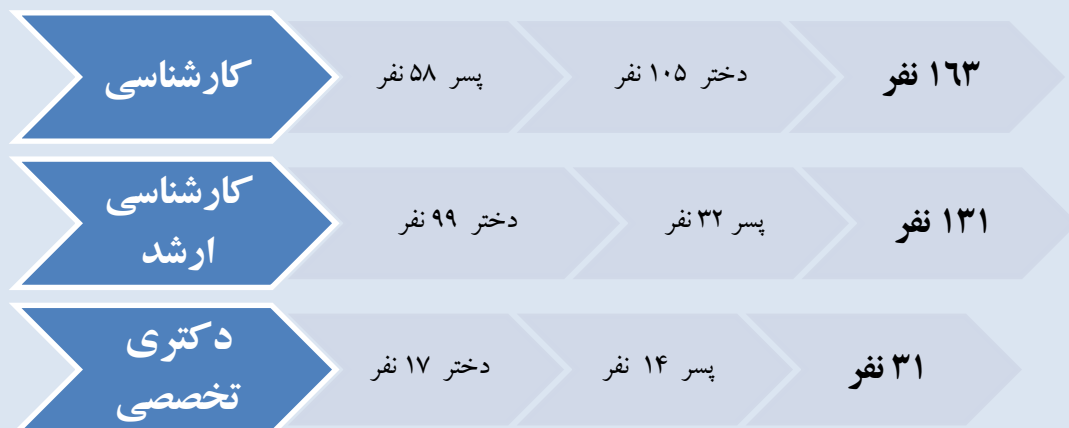 کارشناسی
پسر ۵۸ نفر
دختر ۱۰۵ نفر
۱٦۳ نفر
کارشناسی
ارشد
دختر ۹۹ نفر
پسر ۳۲ نفر
۱۳۱ نفر
دکتری
تخصصی
دختر ۱۷ نفر
پسر ۱۴ نفر
۳۱ نفر